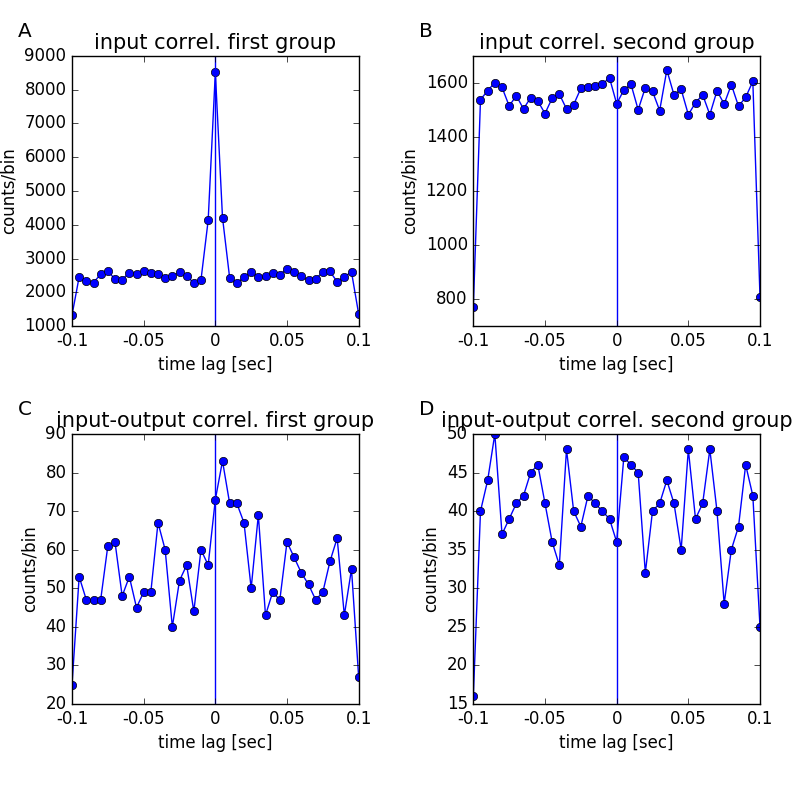 A
input correl. first group
9000
8000
7000
6000
5000
4000
3000
2000
1000
counts/bin
-0.1 -0.05 0 0.05 0.1
time lag [sec]
B
input correl. second group
1600
1400
1200
1000
800
counts/bin
-0.1 -0.05 0 0.05 0.1
time lag [sec]
C
input-output correl. first group
90
80
70
60
50
40
30
20
counts/bin
-0.1 -0.05 0 0.05 0.1
time lag [sec]
D
input-output correl. second group
50
45
40
35
30
25
20
15
counts/bin
-0.1 -0.05 0 0.05 0.1
time lag [sec]